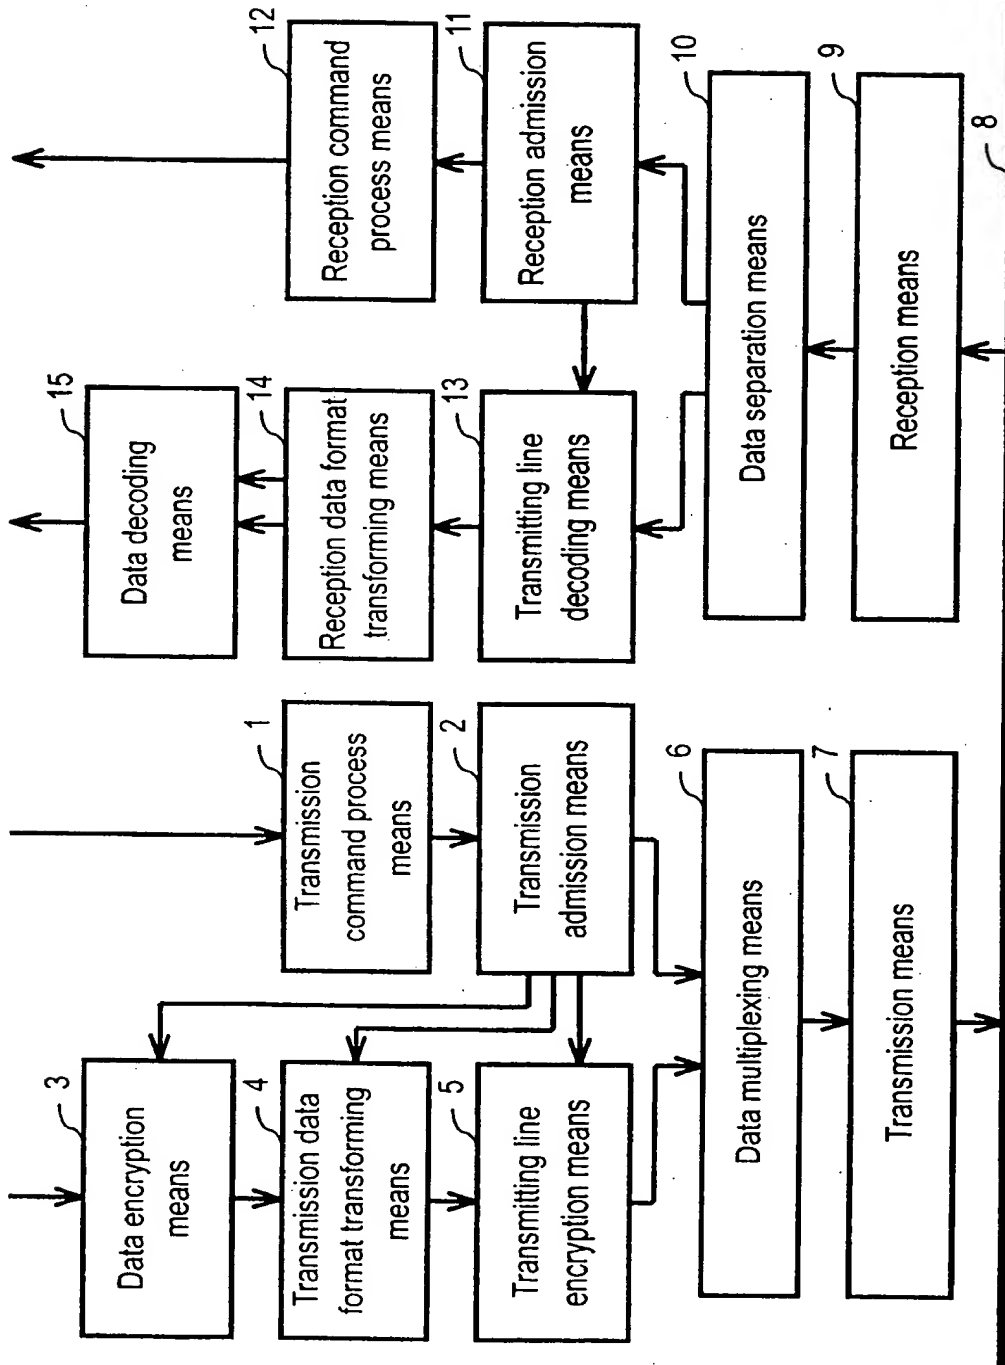 3
Data encryption
means
4
Transmission data
format transforming
means
5
Transmitting line
encryption means
1
Transmission
command process
means
2
Transmission
admission means
6
Data multiplexing means
7
Transmission means
15
Data decoding
means
14
Reception data format
transforming means
13
Transmitting line
decoding means
12
Reception command
process means
11
Reception admission
means
10
Data separation means
9
Reception means
8